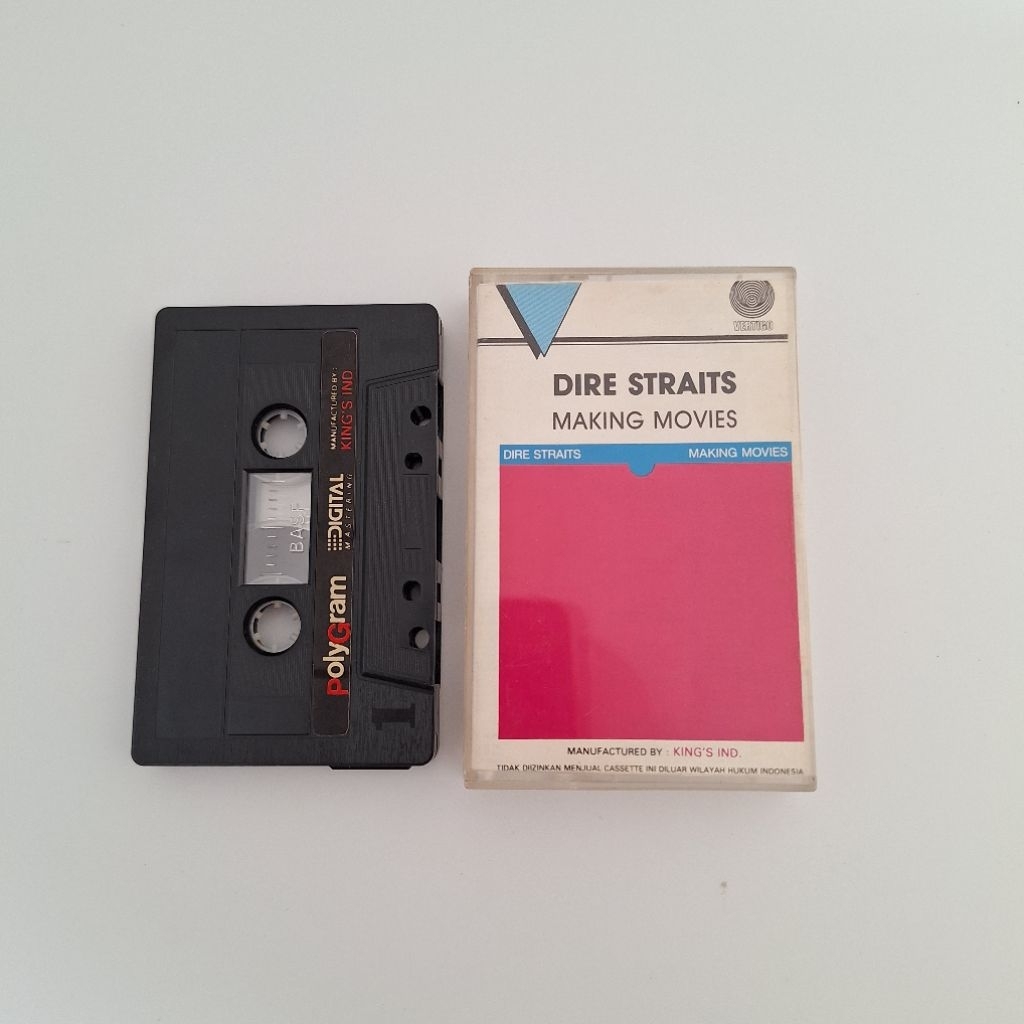 PolyGram
DIGITAL
MASTERING
MANUFACTURED BY :
KING'S IND
BASF
1
VERTIGO
DIRE STRAITS
MAKING MOVIES
DIRE STRAITS MAKING MOVIES
MANUFACTURED BY : KING'S IND.
TIDAK DIIZINKAN MENJUAL CASSETTE INI DILUAR WILAYAH HUKUM INDONESIA